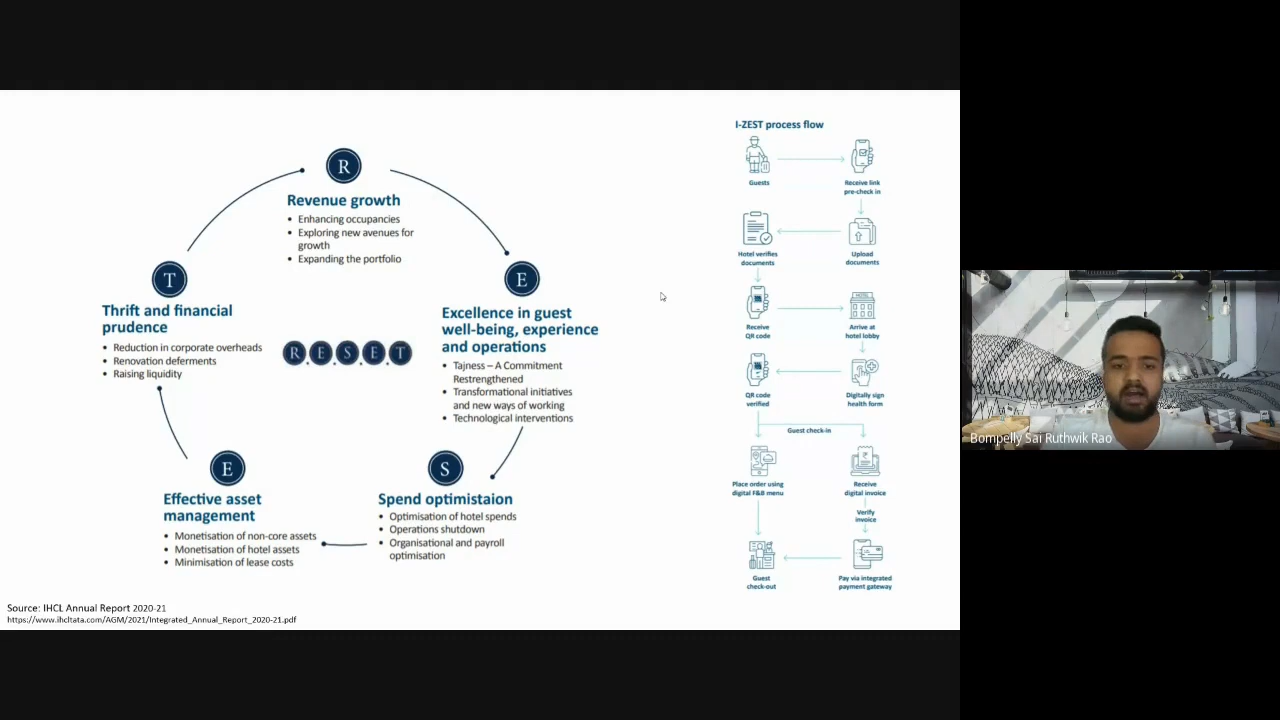 R
Revenue growth
• Enhancing occupancies
• Exploring new avenues for
growth
• Expanding the portfolio
E
Excellence in guest
well-being, experience
and operations
• Tajness – A Commitment
Restrengthened
• Transformational initiatives
and new ways of working
• Technological interventions
S
Spend optimistaion
• Optimisation of hotel spends
• Operations shutdown
• Organisational and payroll
optimisation
E
Effective asset
management
• Monetisation of non-core assets
• Monetisation of hotel assets
• Minimisation of lease costs
T
Thrift and financial
prudence
• Reduction in corporate overheads
• Renovation deferments
• Raising liquidity
R.E.S.E.T
Source: IHCL Annual Report 2020-21
https://www.ihcltata.com/AGM/2021/Integrated_Annual_Report_2020-21.pdf
I-ZEST process flow
Guests
Receive link
pre-check in
Hotel verifies
documents
Upload
documents
Receive
QR code
HOTEL
Arrive at
hotel lobby
QR code
verified
Digitally sign
health form
Guest check-in
Place order using
digital F&B menu
Receive
digital invoice
Verify
invoice
Guest
check-out
Pay via integrated
payment gateway
Bompelly Sai Ruthwik Rao